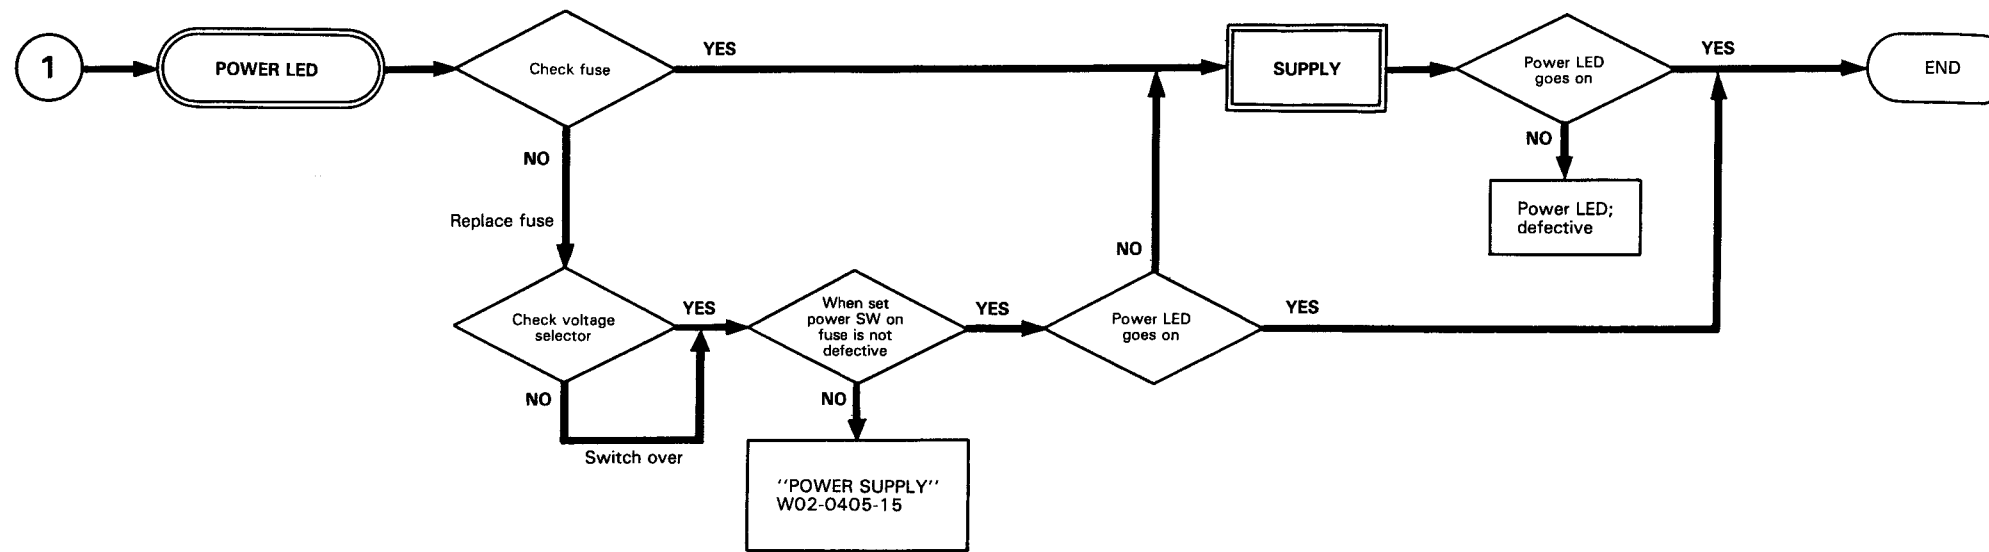 1
POWER LED
Check fuse
YES
SUPPLY
Power LED
goes on
YES
END
NO
NO
Replace fuse
Power LED;
defective
NO
Check voltage
selector
YES
When set
power SW on
fuse is not
defective
YES
Power LED
goes on
YES
NO
Switch over
NO
''POWER SUPPLY''
W02-0405-15